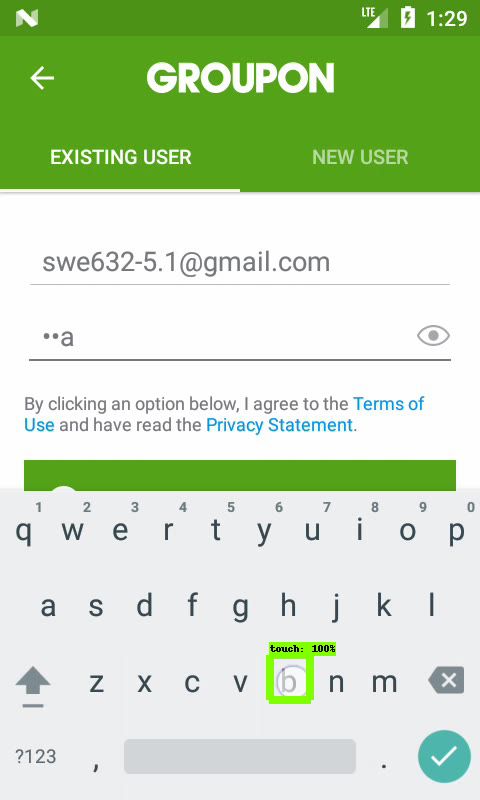 LTE 1:29
GROUPON
EXISTING USER NEW USER
swe632-5.1@gmail.com
••a
By clicking an option below, I agree to the Terms of
Use and have read the Privacy Statement.
1 2 3 4 5 6 7 8 9 0
q w e r t y u i o p
a s d f g h j k l
touch: 100%
z x c v b n m
?123 , .